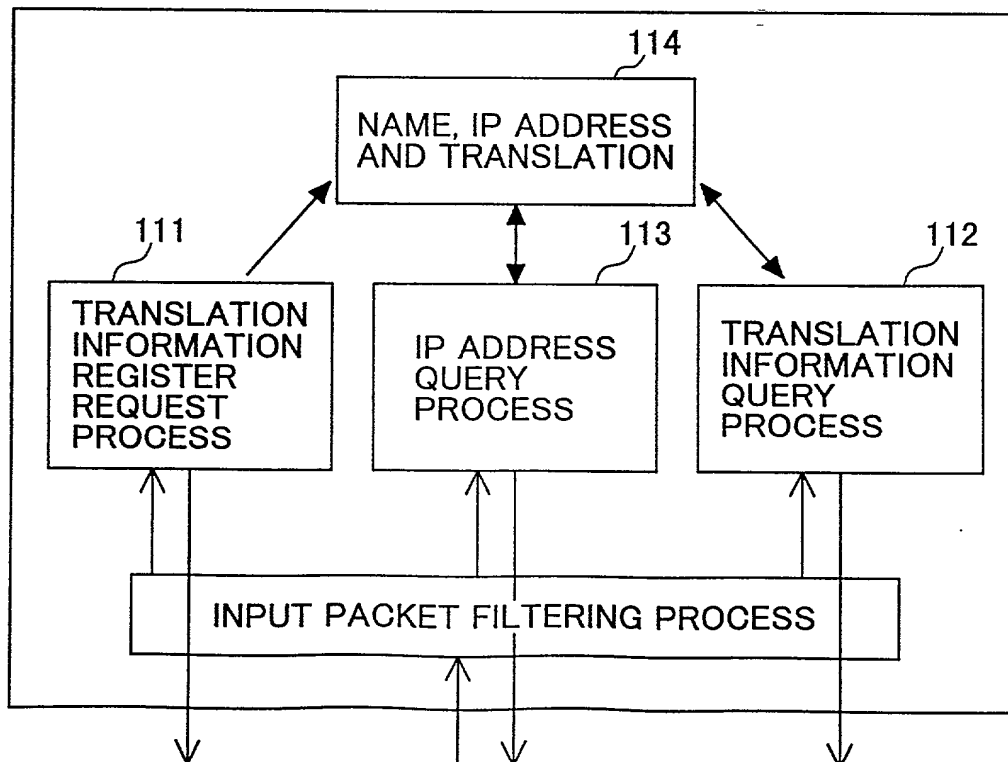 114
NAME, IP ADDRESS
AND TRANSLATION
111
113
112
TRANSLATION
INFORMATION
REGISTER
REQUEST
PROCESS
IP ADDRESS
QUERY
PROCESS
TRANSLATION
INFORMATION
QUERY
PROCESS
INPUT PACKET FILTERING PROCESS